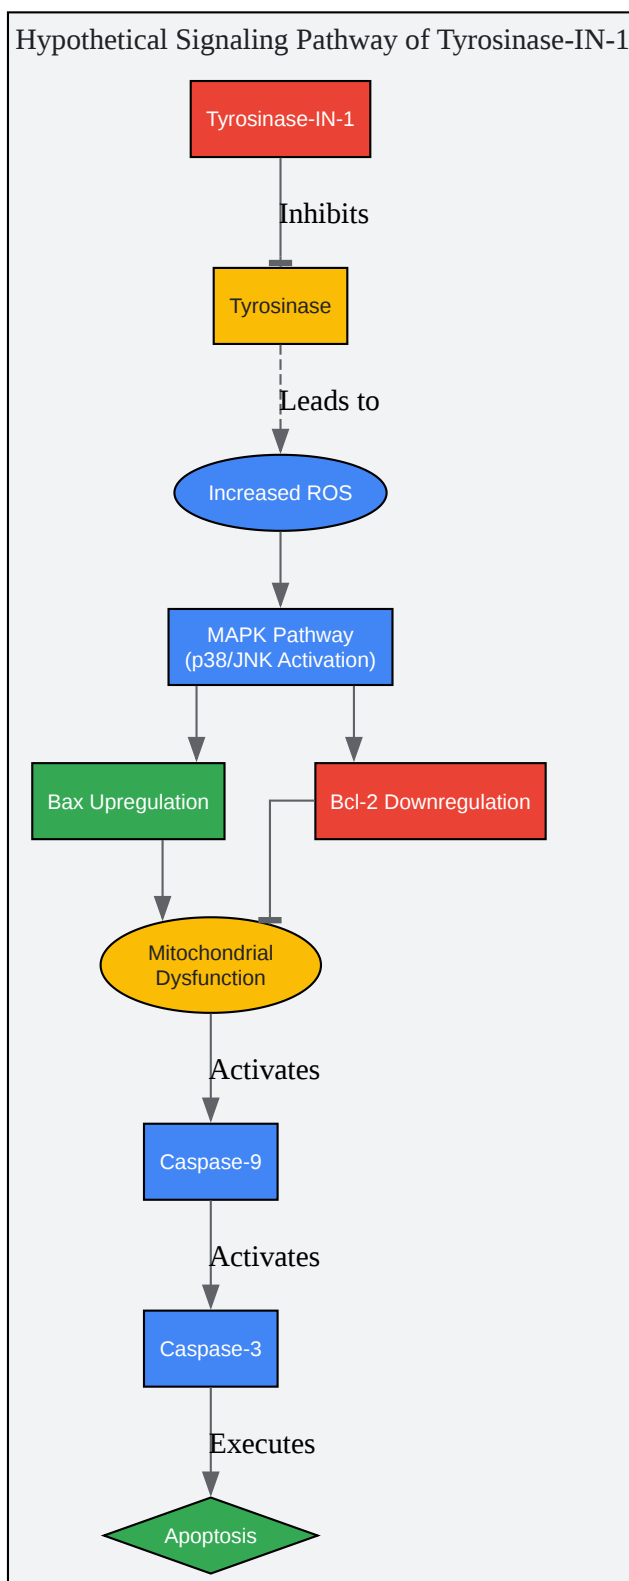 Hypothetical Signaling Pathway of Tyrosinase-IN-1
Tyrosinase-IN-1
Inhibits
Tyrosinase
Leads to
Increased ROS
MAPK Pathway
(p38/JNK Activation)
Bax Upregulation
Bcl-2 Downregulation
Mitochondrial
Dysfunction
Activates
Caspase-9
Activates
Caspase-3
Executes
Apoptosis